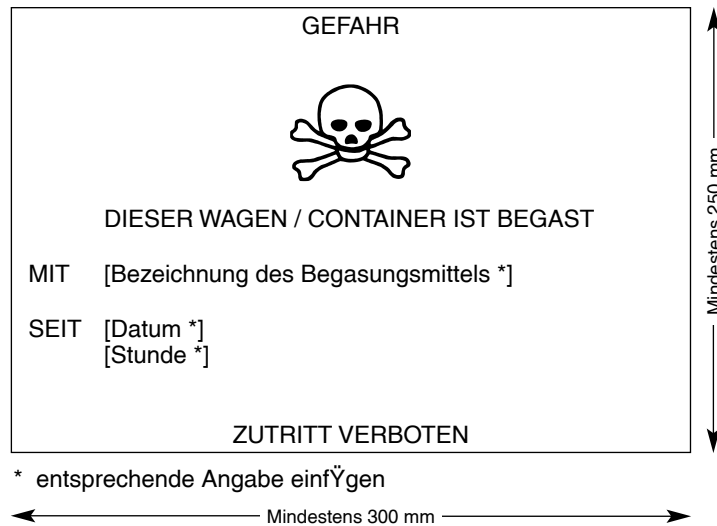 GEFAHR
DIESER WAGEN / CONTAINER IST BEGAST
MIT [Bezeichnung des Begasungsmittels *]
SEIT [Datum *]
[Stunde *]
ZUTRITT VERBOTEN
* entsprechende Angabe einfŸgen
Mindestens 300 mm
Mindestens 250 mm